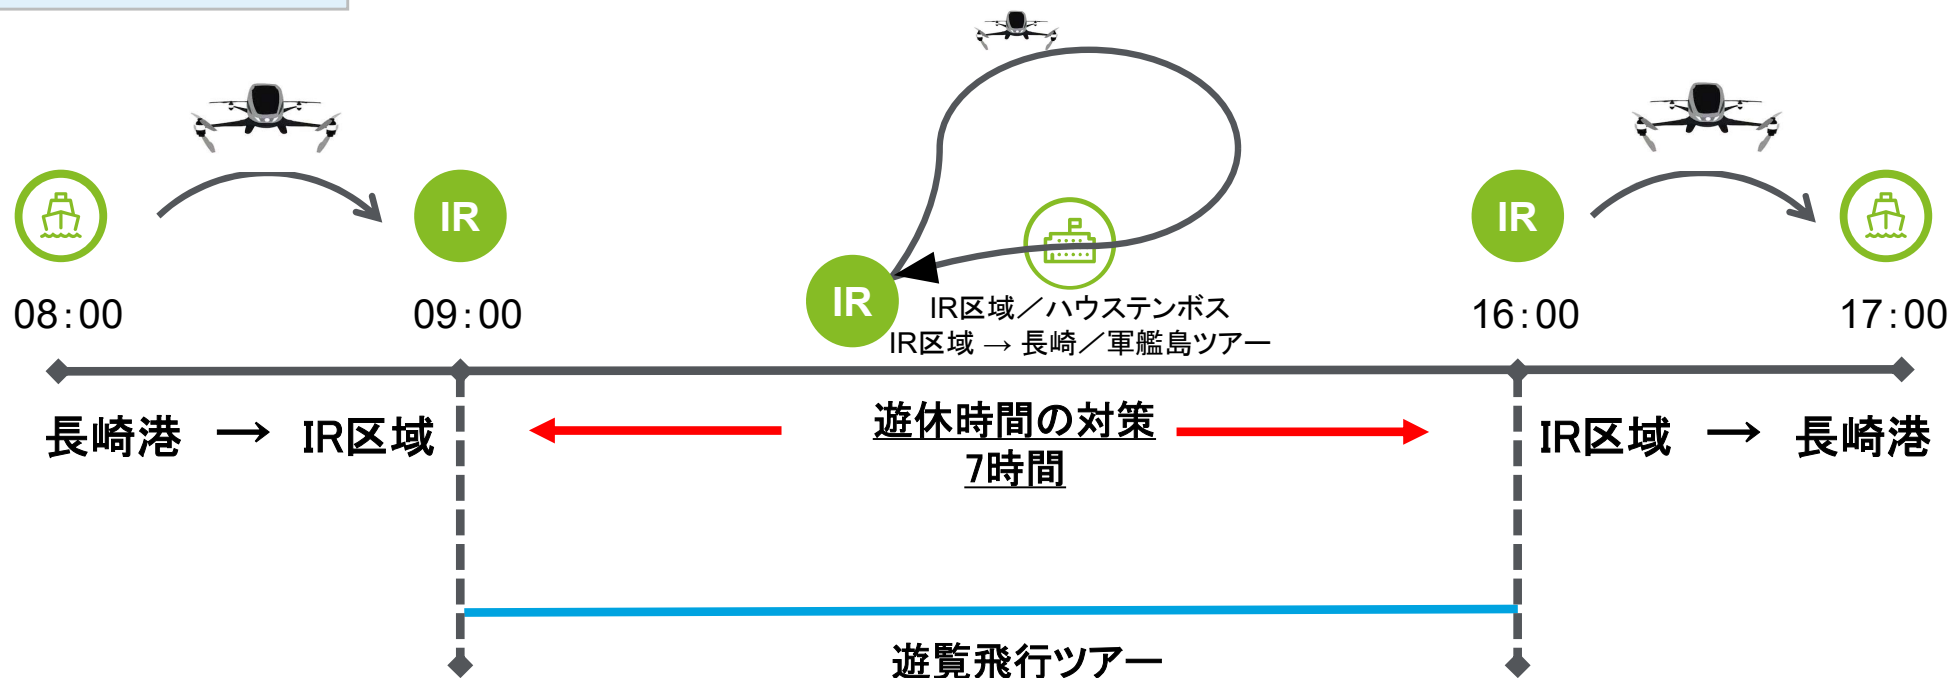 IR
IR
IR
08:00
09:00
IR区域／ハウステンボス
IR区域 → 長崎／軍艦島ツアー
16:00
17:00
長崎港 → IR区域
遊休時間の対策
7時間
IR区域 → 長崎港
遊覧飛行ツアー